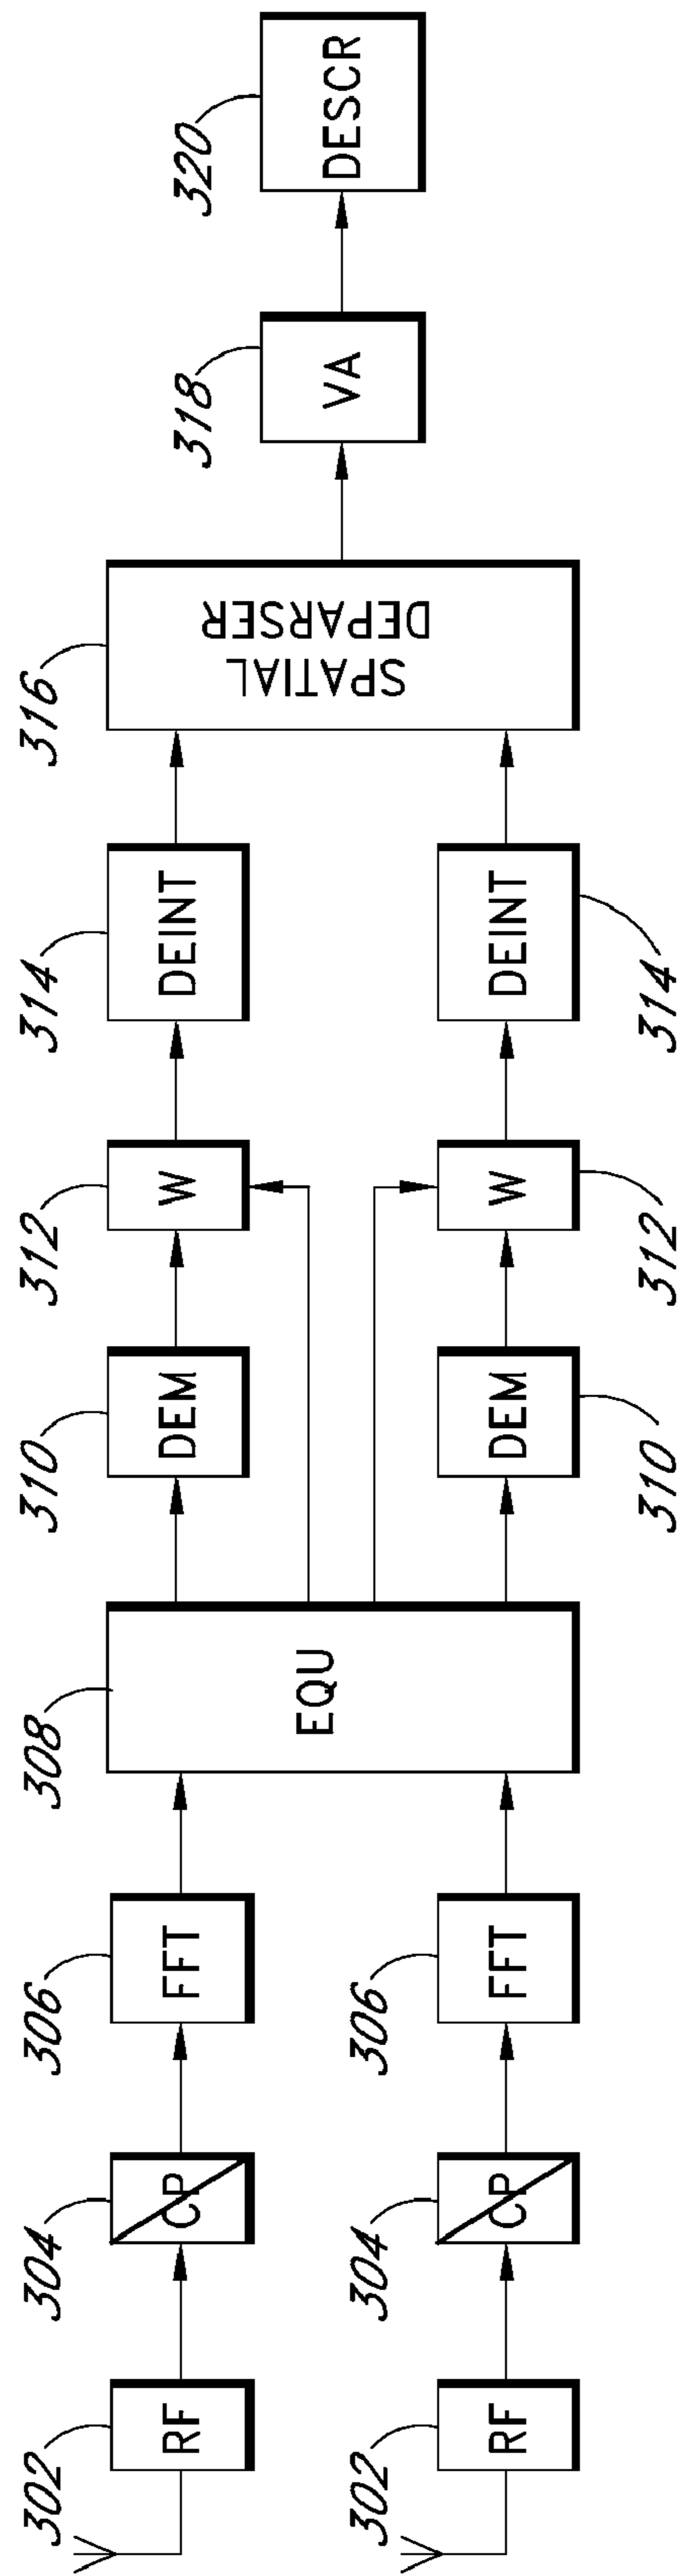 302
RF
304
CP
306
FFT
308
EQU
310
DEM
312
W
314
DEINT
316
SPATIAL
DEPARSER
318
VA
320
DESCR
302
RF
304
CP
306
FFT
310
DEM
312
W
314
DEINT